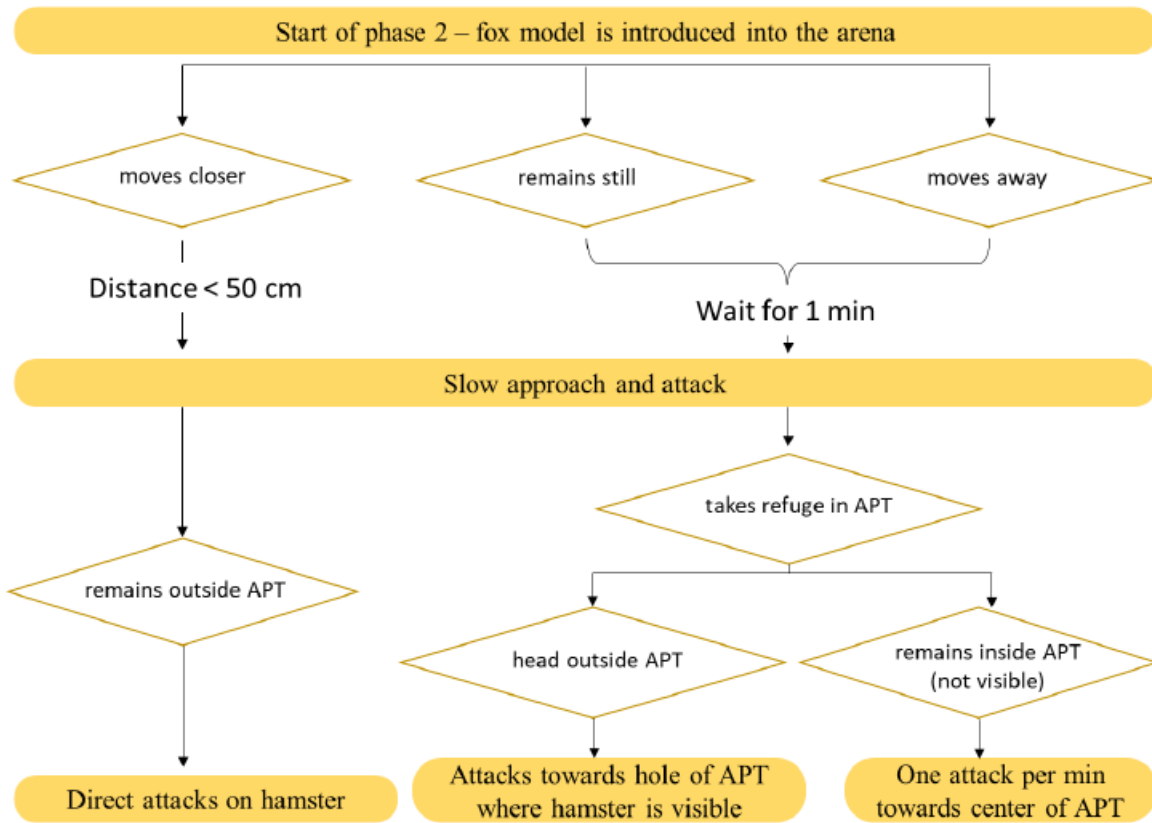 Start of phase 2 – fox model is introduced into the arena
moves closer
remains still
moves away
Distance < 50 cm
Wait for 1 min
Slow approach and attack
takes refuge in APT
remains outside APT
head outside APT
remains inside APT
(not visible)
Direct attacks on hamster
Attacks towards hole of APT
where hamster is visible
One attack per min
towards center of APT